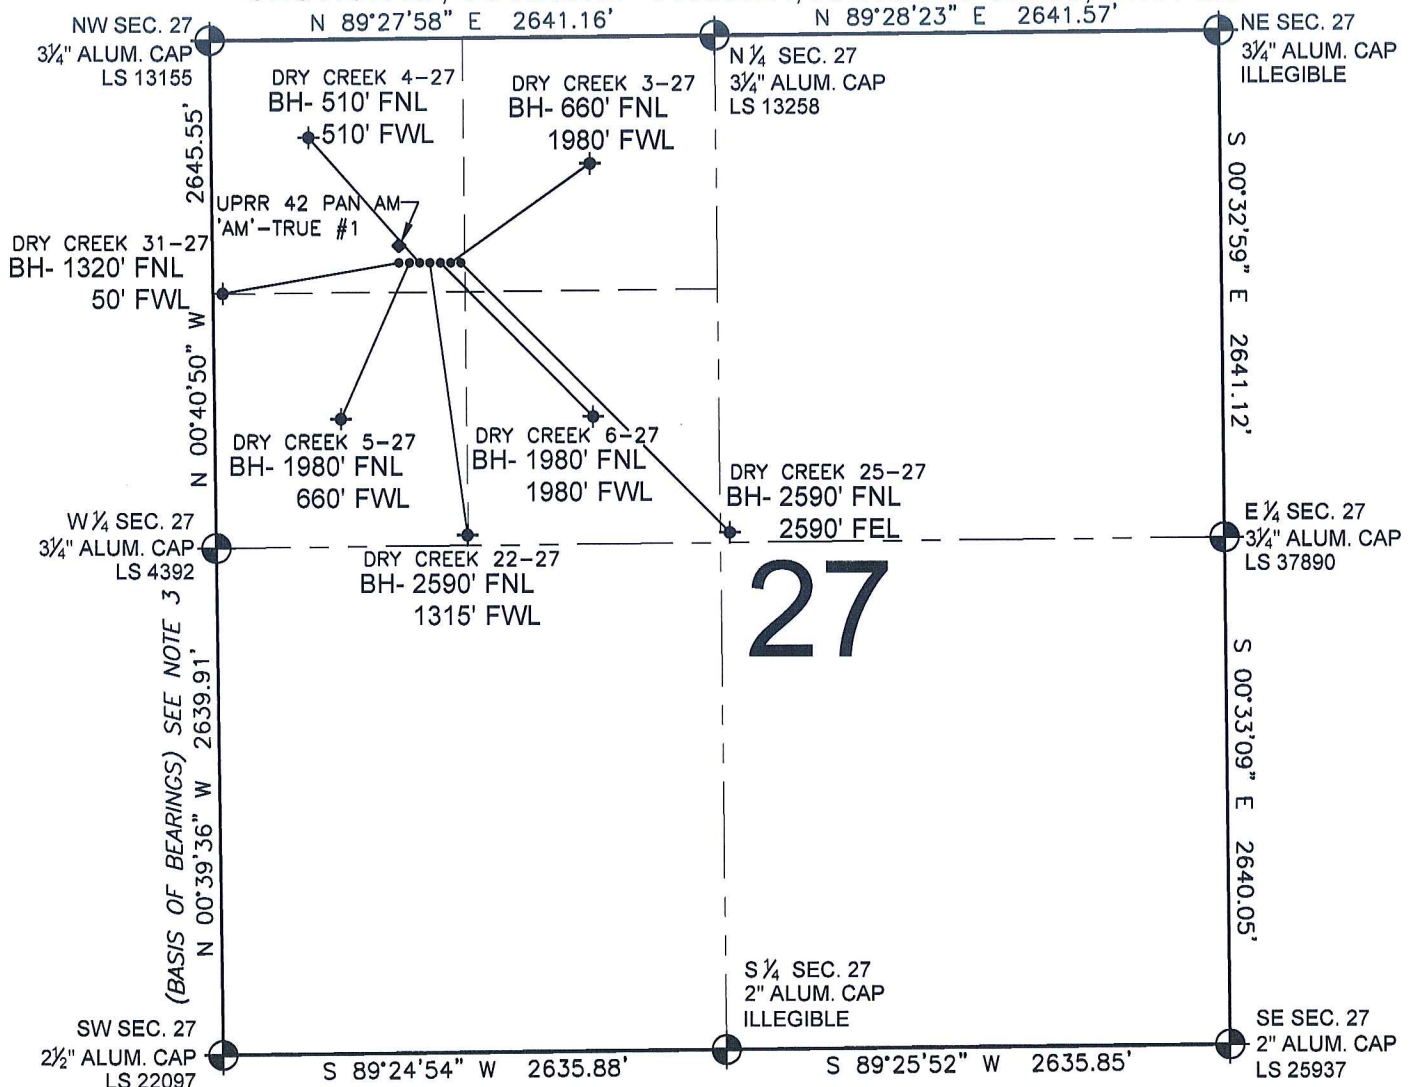 N 89°27'58" E 2641.16'
N 89°28'23" E 2641.57'
NW SEC. 27
3¼" ALUM. CAP
LS 13155
N ¼ SEC. 27
3¼" ALUM. CAP
LS 13258
NE SEC. 27
3¼" ALUM. CAP
ILLEGIBLE
DRY CREEK 4-27
BH- 510' FNL
510' FWL
DRY CREEK 3-27
BH- 660' FNL
1980' FWL
UPRR 42 PAN AM
'AM'-TRUE #1
DRY CREEK 31-27
BH- 1320' FNL
50' FWL
N 00°40'50" W 2645.55'
S 00°32'59" E 2641.12'
DRY CREEK 5-27
BH- 1980' FNL
660' FWL
DRY CREEK 6-27
BH- 1980' FNL
1980' FWL
DRY CREEK 25-27
BH- 2590' FNL
2590' FEL
W ¼ SEC. 27
3¼" ALUM. CAP
LS 4392
DRY CREEK 22-27
BH- 2590' FNL
1315' FWL
E ¼ SEC. 27
3¼" ALUM. CAP
LS 37890
27
(BASIS OF BEARINGS) SEE NOTE 3
N 00°39'36" W 2639.91'
S 00°33'09" E 2640.05'
SW SEC. 27
2½" ALUM. CAP
LS 22097
S ¼ SEC. 27
2" ALUM. CAP
ILLEGIBLE
SE SEC. 27
2" ALUM. CAP
LS 25937
S 89°24'54" W 2635.88'
S 89°25'52" W 2635.85'